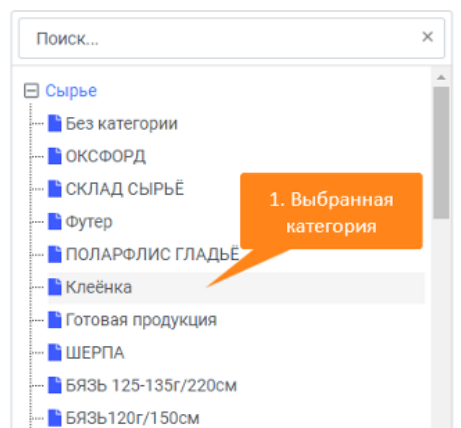 Поиск...
×
Сырье
Без категории
ОКСФОРД
СКЛАД СЫРЬЁ
Футер
ПОЛАРФЛИС ГЛАДЬЁ
1. Выбранная
категория
Клеёнка
Готовая продукция
ШЕРПА
БЯЗЬ 125-135г/220см
БЯЗЬ120г/150см